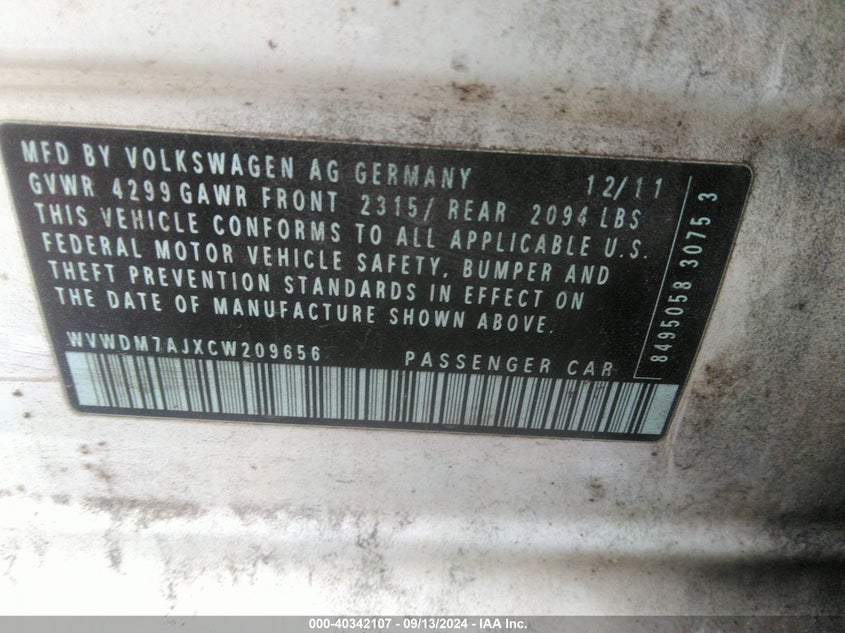 MFD BY VOLKSWAGEN AG GERMANY 12/11
GVWR 4299 GAWR FRONT 2315/ REAR 2094 LBS
THIS VEHICLE CONFORMS TO ALL APPLICABLE U.S.
FEDERAL MOTOR VEHICLE SAFETY, BUMPER AND
THEFT PREVENTION STANDARDS IN EFFECT ON
THE DATE OF MANUFACTURE SHOWN ABOVE.
WVWDM7AJXCW209656 PASSENGER CAR
8495058 3075 3
000-40342107 - 09/13/2024 - IAA Inc.